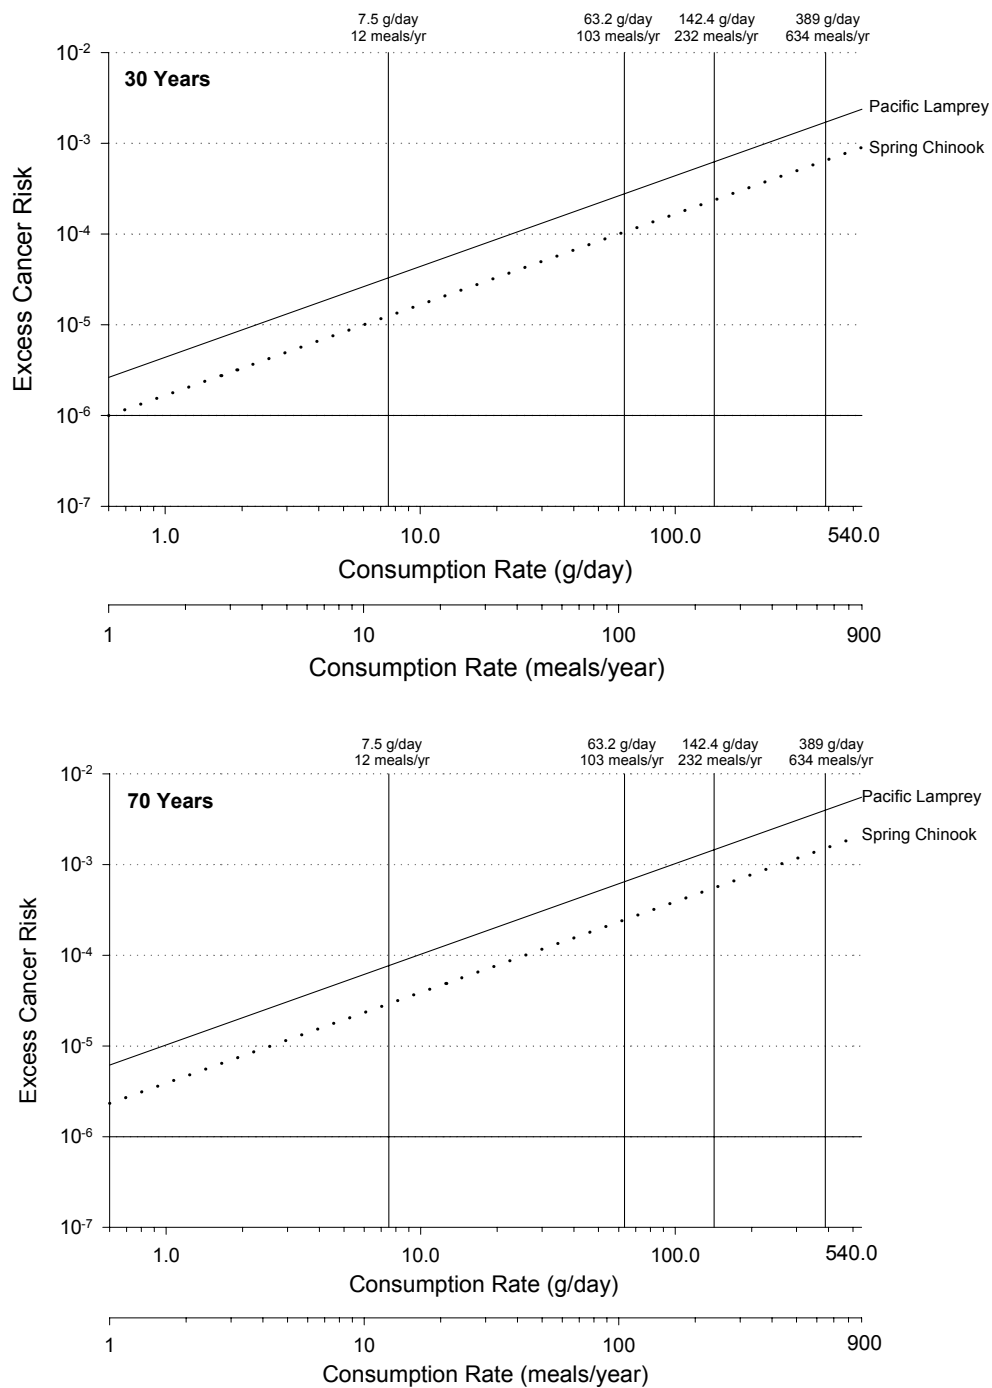 7.5 g/day 63.2 g/day 142.4 g/day 389 g/day
12 meals/yr 103 meals/yr 232 meals/yr 634 meals/yr
10-2
30 Years
Pacific Lamprey
10-3
Spring Chinook
10-4
10-5
10-6
10-7
Excess Cancer Risk
1.0 10.0 100.0 540.0
Consumption Rate (g/day)
1 10 100 900
Consumption Rate (meals/year)
7.5 g/day 63.2 g/day 142.4 g/day 389 g/day
12 meals/yr 103 meals/yr 232 meals/yr 634 meals/yr
10-2
70 Years
Pacific Lamprey
Spring Chinook
10-3
10-4
10-5
10-6
10-7
Excess Cancer Risk
1.0 10.0 100.0 540.0
Consumption Rate (g/day)
1 10 100 900
Consumption Rate (meals/year)